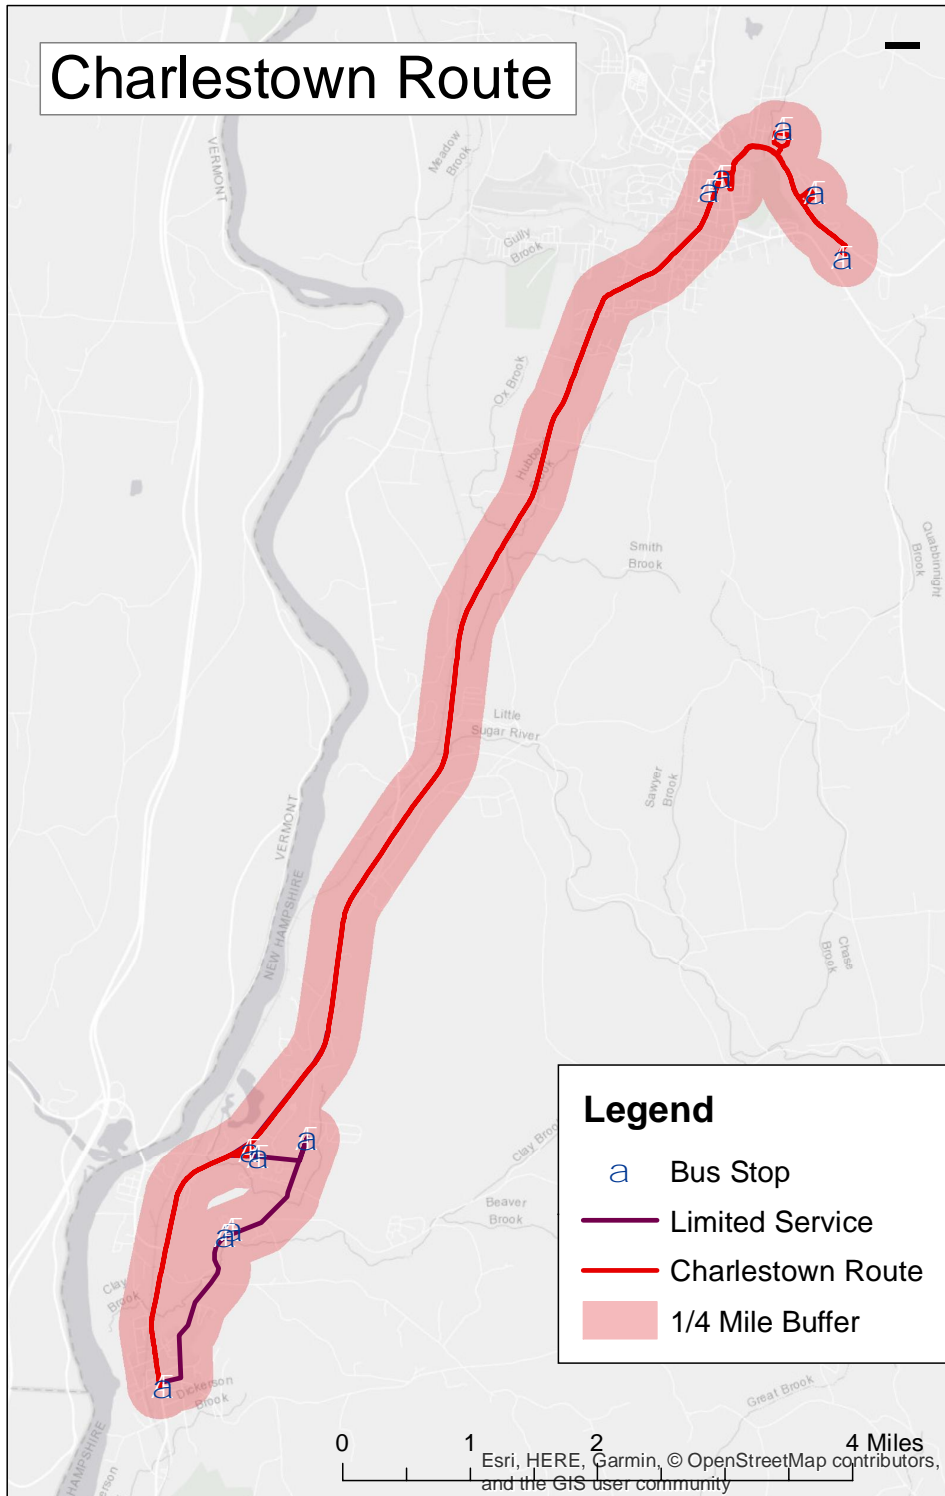 Charlestown Route
VERMONT
Meadow
Brook
a
a
a
a
a
Gully
Brook
Ox Brook
Smith
Brook
Quabbinnight
Brook
Little
Sugar River
Sawyer
Brook
VERMONT
NEW HAMPSHIRE
Chase
Brook
a
a
a
Clay
Beaver
Brook
a
a
Clay
Brook
a
Dickerson
Brook
Great Brook
HAMPSHIRE
Legend
a Bus Stop
Limited Service
Charlestown Route
1/4 Mile Buffer
0 1 2 4 Miles
Esri, HERE, Garmin, © OpenStreetMap contributors,
and the GIS user community